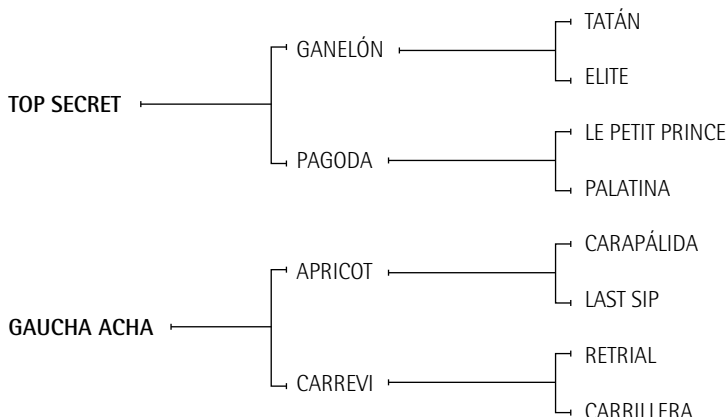 TATÁN
GANELÓN
ELITE
TOP SECRET
LE PETIT PRINCE
PAGODA
PALATINA
CARAPÁLIDA
APRICOT
LAST SIP
GAUCHA ACHA
RETRIAL
CARREVI
CARRILLERA